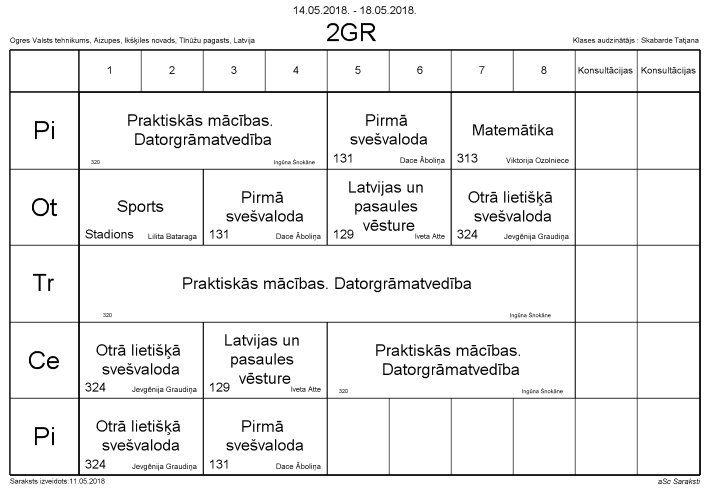 14.05.2018. - 18.05.2018.
Ogres Valsts tehnikums, Aizupes, Ikšķiles novads, Tīnūžu pagasts, Latvija
2GR
Klases audzinātājs : Skabarde Tatjana
1 2 3 4 5 6 7 8 Konsultācijas Konsultācijas
Pi
Praktiskās mācības.
Datorgrāmatvedība
320 Ingūna Šnokāne
Pirmā
svešvaloda
131 Dace Āboliņa
Matemātika
313 Viktorija Ozolniece
Ot
Sports
Stadions Lilita Bataraga
Pirmā
svešvaloda
131 Dace Āboliņa
Latvijas un
pasaules
vēsture
129 Iveta Atte
Otrā lietišķā
svešvaloda
324 Jevgēnija Graudiņa
Tr
Praktiskās mācības. Datorgrāmatvedība
320 Ingūna Šnokāne
Ce
Otrā lietišķā
svešvaloda
324 Jevgēnija Graudiņa
Latvijas un
pasaules
vēsture
129 Iveta Atte
Praktiskās mācības.
Datorgrāmatvedība
320 Ingūna Šnokāne
Pi
Otrā lietišķā
svešvaloda
324 Jevgēnija Graudiņa
Pirmā
svešvaloda
131 Dace Āboliņa
Saraksts izveidots:11.05.2018
aSc Saraksti